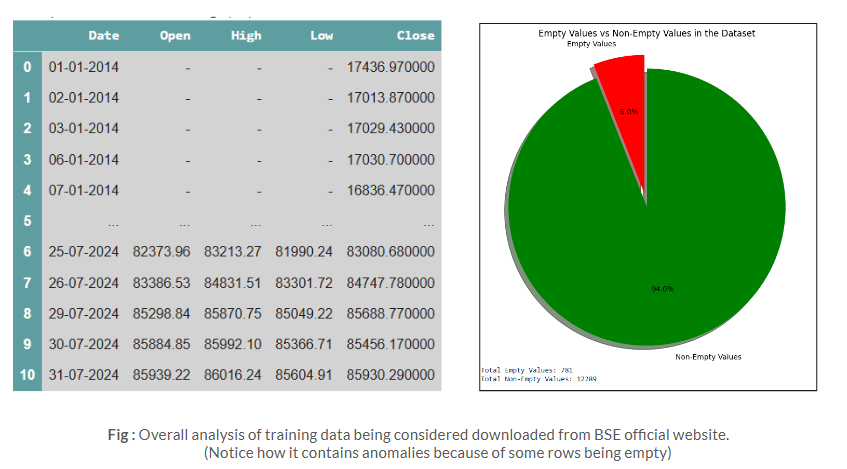 Date Open High Low Close
0 01-01-2014 - - - 17436.970000
1 02-01-2014 - - - 17013.870000
2 03-01-2014 - - - 17029.430000
3 06-01-2014 - - - 17030.700000
4 07-01-2014 - - - 16836.470000
5 ... ... ... ... ...
6 25-07-2024 82373.96 83213.27 81990.24 83080.680000
7 26-07-2024 83386.53 84831.51 83301.72 84747.780000
8 29-07-2024 85298.84 85870.75 85049.22 85688.770000
9 30-07-2024 85884.85 85992.10 85366.71 85456.170000
10 31-07-2024 85939.22 86016.24 85604.91 85930.290000
Empty Values vs Non-Empty Values in the Dataset
Empty Values
6.0%
94.0%
Non-Empty Values
Total Empty Values: 781
Total Non-Empty Values: 12289
Fig : Overall analysis of training data being considered downloaded from BSE official website.
(Notice how it contains anomalies because of some rows being empty)